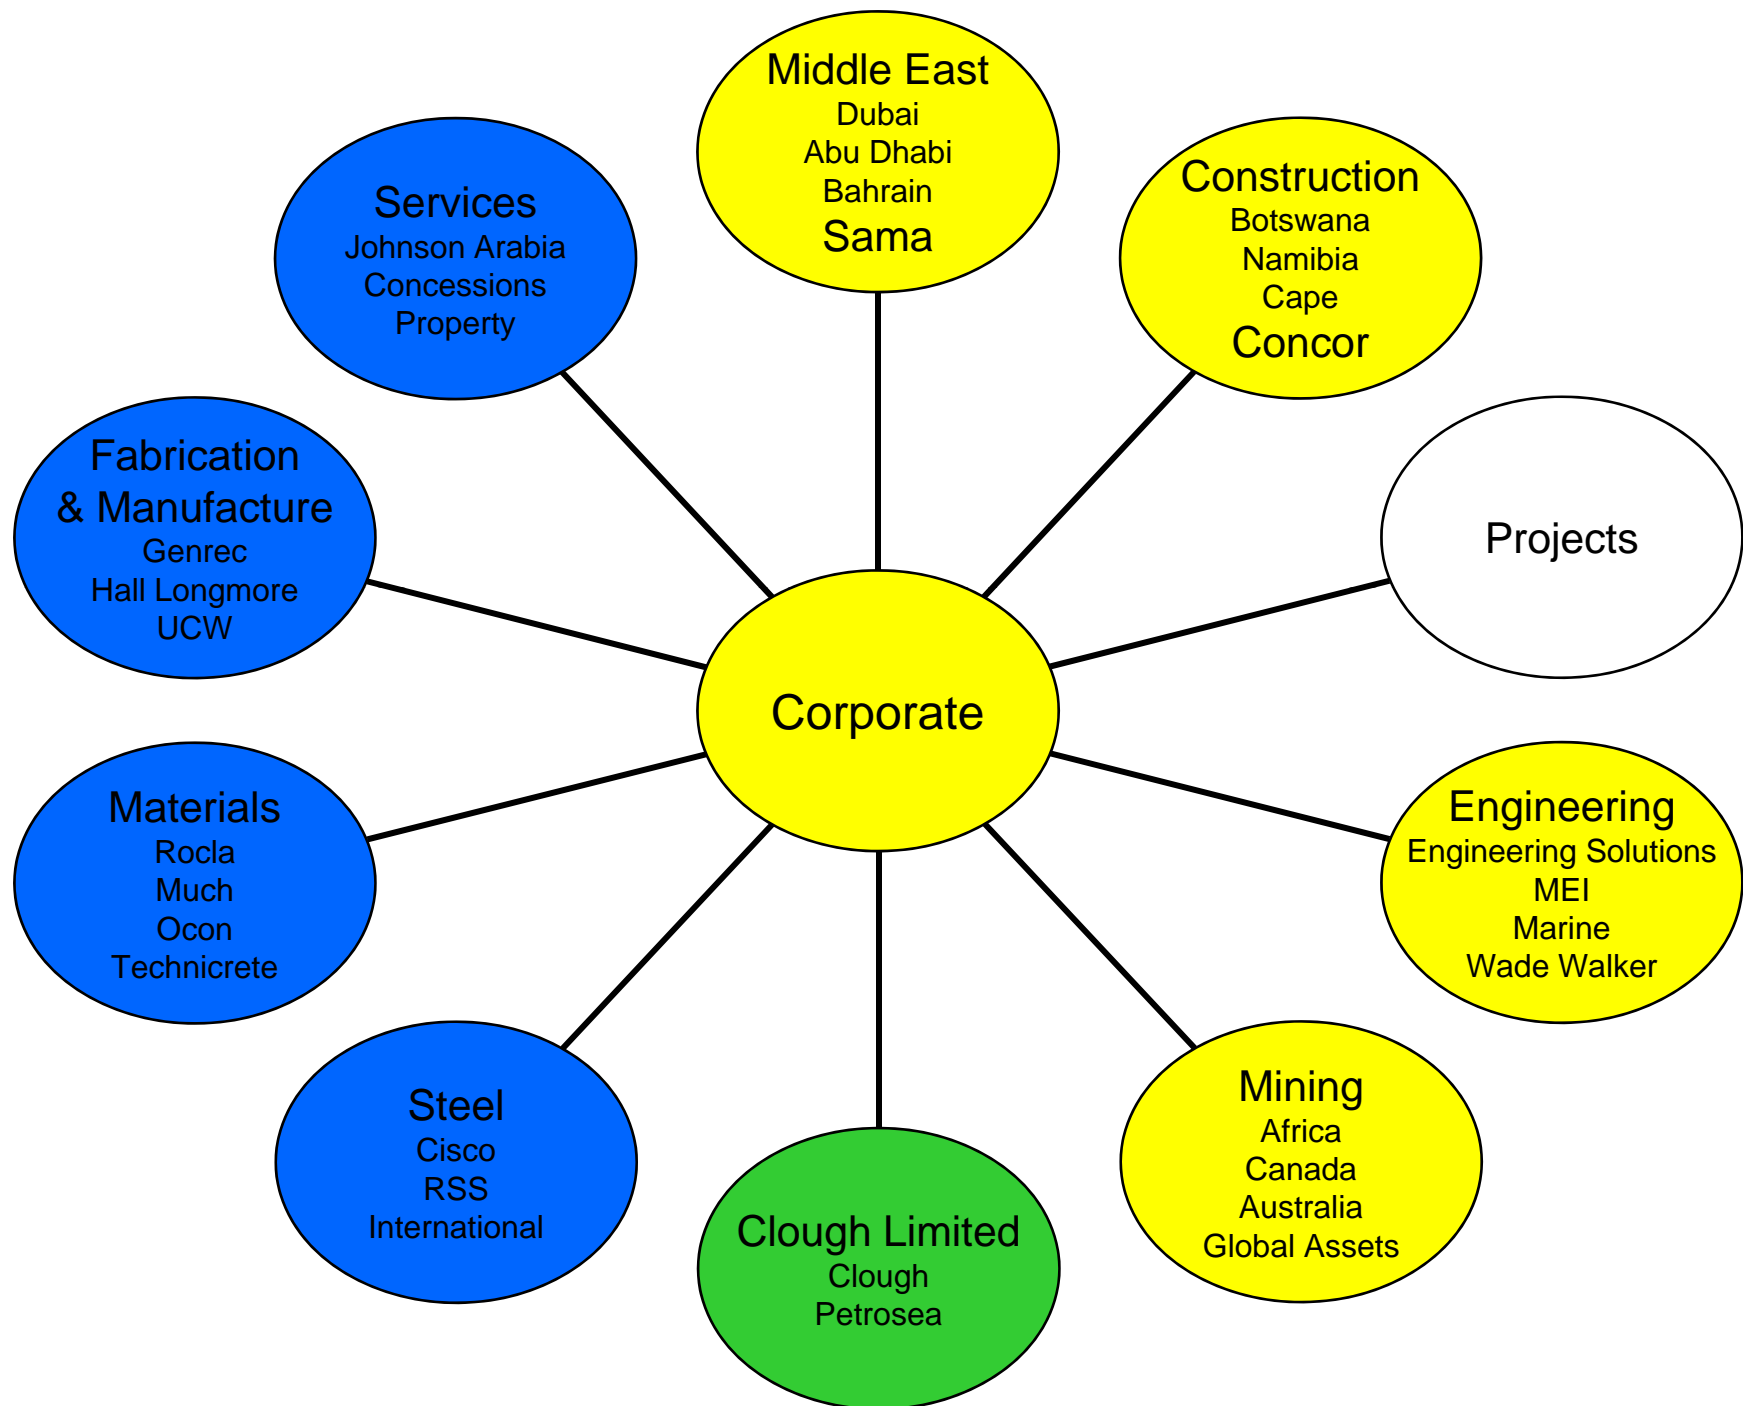 Middle East
Dubai
Abu Dhabi
Bahrain
Sama
Construction
Botswana
Namibia
Cape
Concor
Projects
Engineering
Engineering Solutions
MEI
Marine
Wade Walker
Mining
Africa
Canada
Australia
Global Assets
Clough Limited
Clough
Petrosea
Steel
Cisco
RSS
International
Materials
Rocla
Much
Ocon
Technicrete
Fabrication
& Manufacture
Genrec
Hall Longmore
UCW
Services
Johnson Arabia
Concessions
Property
Corporate